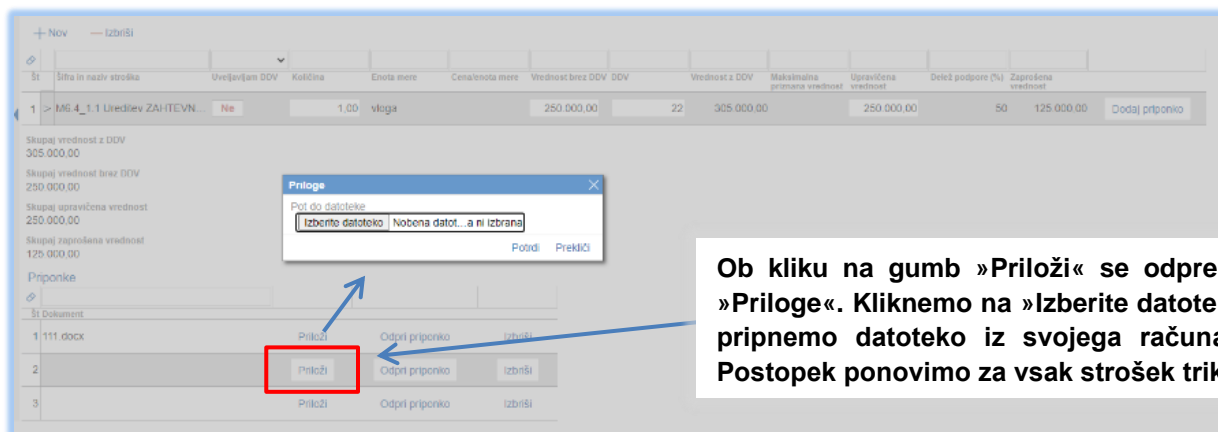 Nov Izbriši
Št Šifra in naziv stroška Uveljavljam DDV Količina Enota mere Cena/enota mere Vrednost brez DDV DDV Vrednost z DDV Maksimalna priznana vrednost Upravičena vrednost Delež podpore (%) Zaprošena vrednost
1 > M6.4_1.1 Ureditev ZAHTEVN... Ne 1,00 vloga 250.000,00 22 305.000,00 250.000,00 50 125.000,00 Dodaj priponko
Skupaj vrednost z DDV
305.000,00
Skupaj vrednost brez DDV
250.000,00
Skupaj upravičena vrednost
250.000,00
Skupaj zaprošena vrednost
125.000,00
Priloge
Pot do datoteke
Izberite datoteko Nobena datot...a ni izbrana
Potrdi Prekliči
Priponke
Št Dokument
1 111.docx Priloži Odpri priponko Izbriši
2 Priloži Odpri priponko Izbriši
3 Priloži Odpri priponko Izbriši
Ob kliku na gumb »Priloži« se odpre
»Priloge«. Kliknemo na »Izberite datote
pripnemo datoteko iz svojega računa
Postopek ponovimo za vsak strošek trik